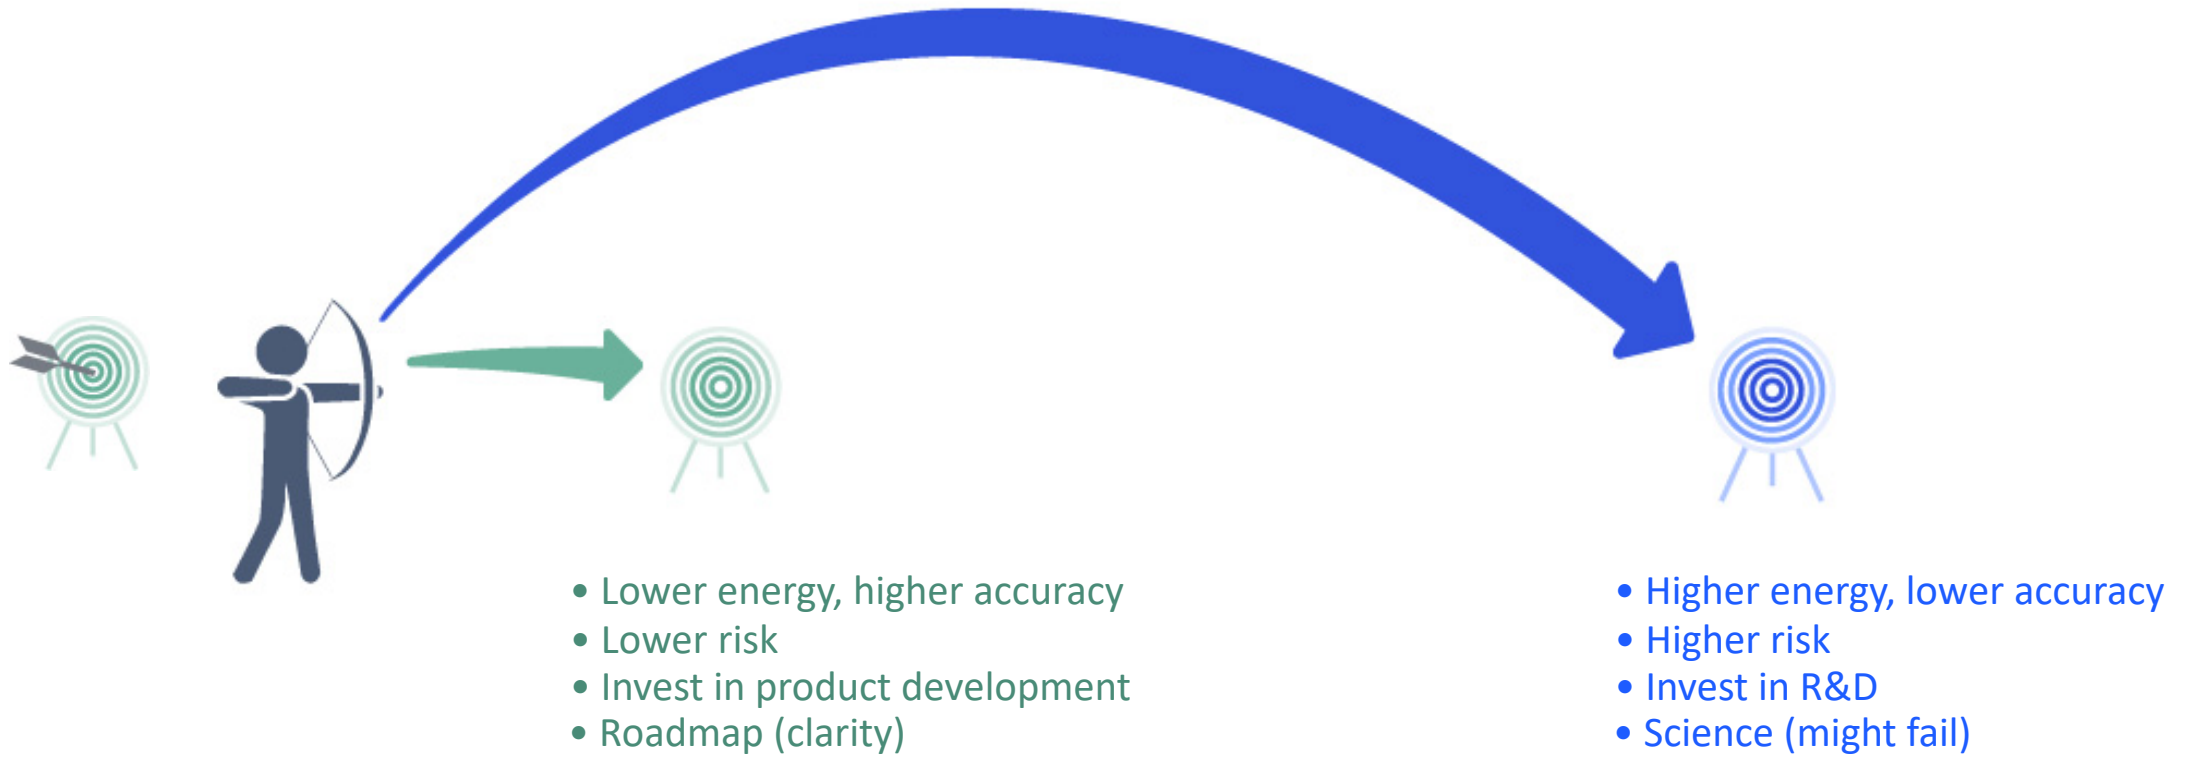 • Lower energy, higher accuracy
• Lower risk
• Invest in product development
• Roadmap (clarity)
• Higher energy, lower accuracy
• Higher risk
• Invest in R&D
• Science (might fail)